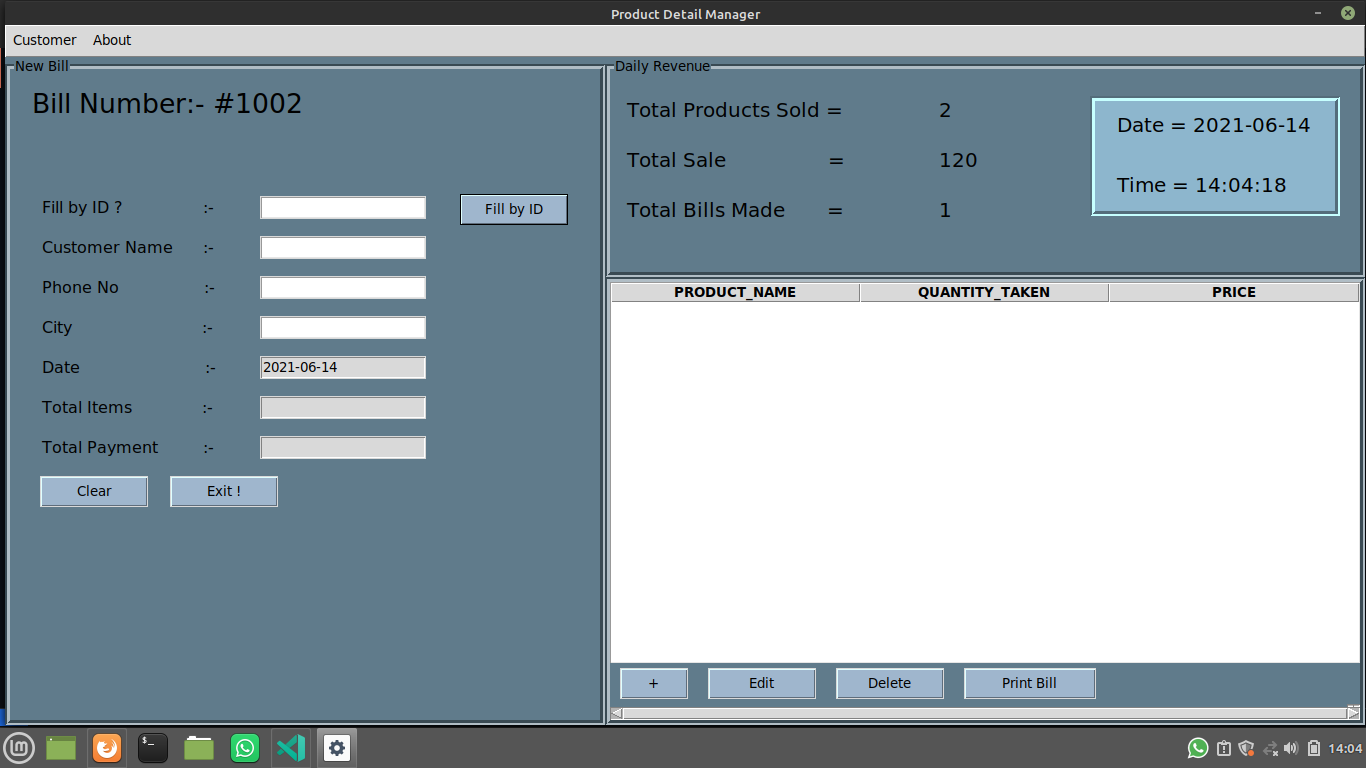 Product Detail Manager
Customer About
New Bill
Bill Number:- #1002
Fill by ID ? :- Fill by ID
Customer Name :-
Phone No :-
City :-
Date :- 2021-06-14
Total Items :-
Total Payment :-
Clear Exit !
Daily Revenue
Total Products Sold = 2
Total Sale = 120
Total Bills Made = 1
Date = 2021-06-14
Time = 14:04:18
PRODUCT_NAME QUANTITY_TAKEN PRICE
+ Edit Delete Print Bill
$_
14:04